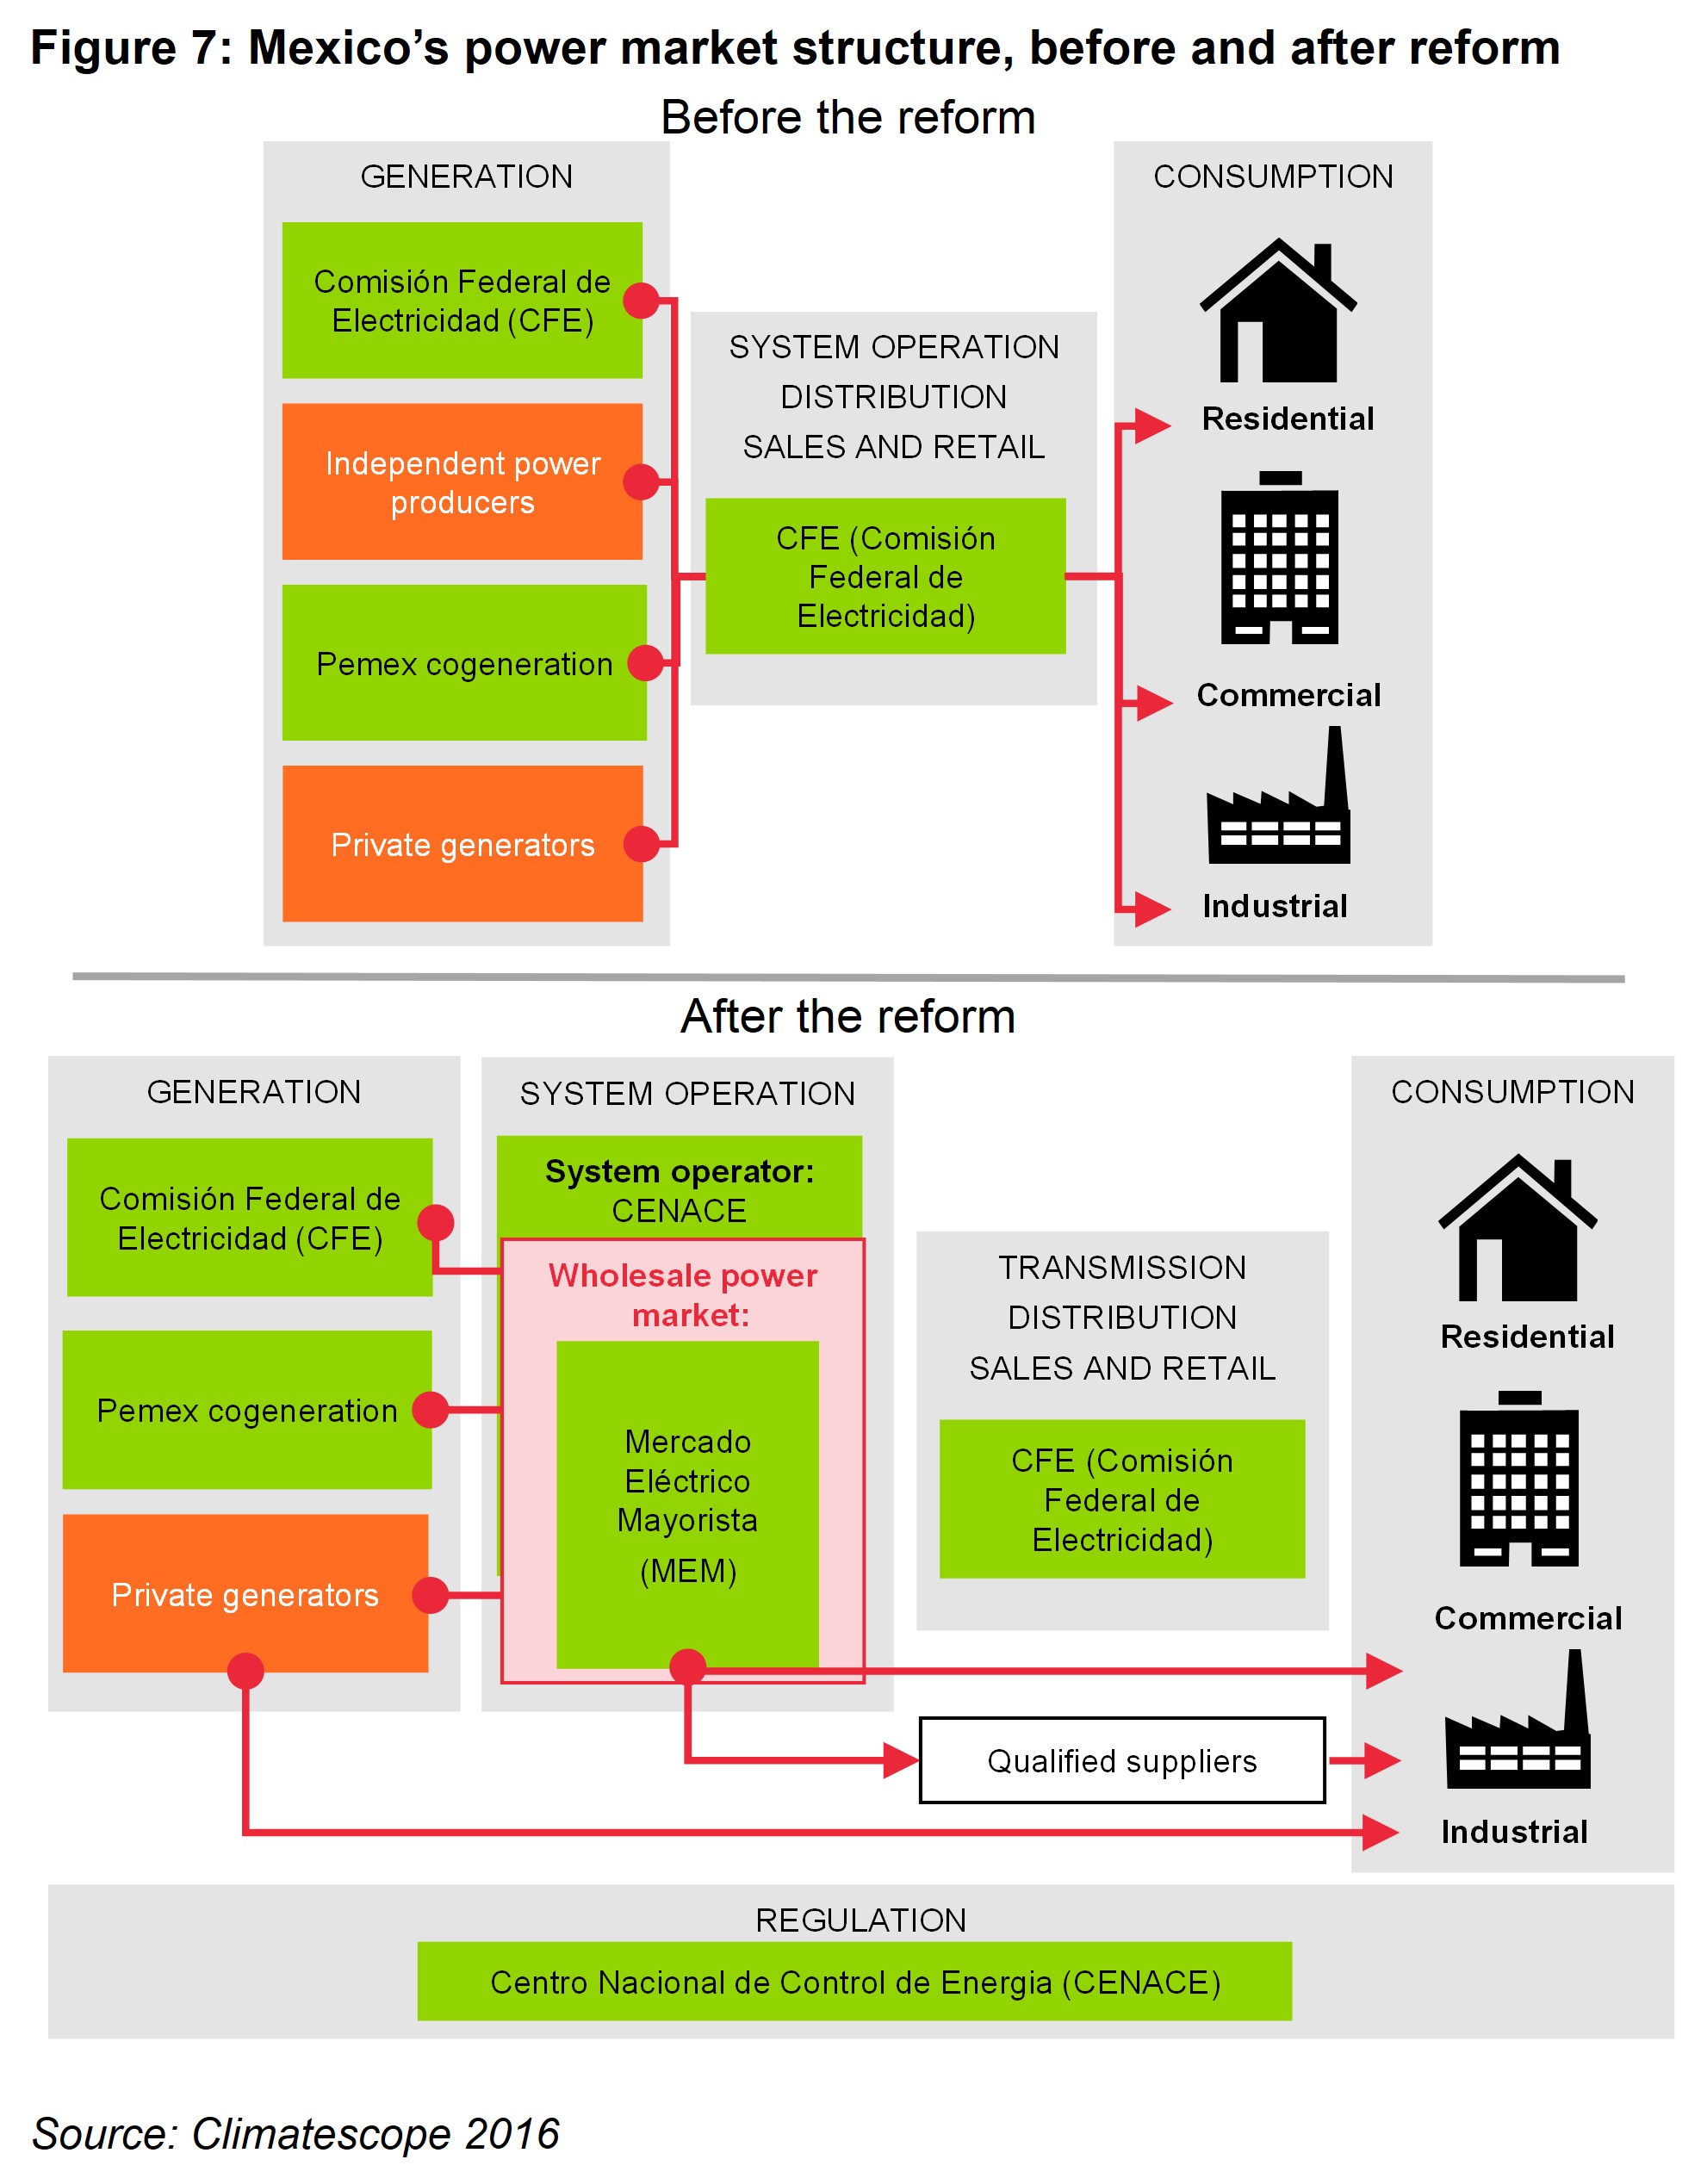 Figure 7: Mexico’s power market structure, before and after reform
Before the reform
GENERATION
Comisión Federal de
Electricidad (CFE)
Independent power
producers
Pemex cogeneration
Private generators
SYSTEM OPERATION
DISTRIBUTION
SALES AND RETAIL
CFE (Comisión
Federal de
Electricidad)
CONSUMPTION
Residential
Commercial
Industrial
After the reform
GENERATION
Comisión Federal de
Electricidad (CFE)
Pemex cogeneration
Private generators
SYSTEM OPERATION
System operator:
CENACE
Wholesale power
market:
Mercado
Eléctrico
Mayorista
(MEM)
TRANSMISSION
DISTRIBUTION
SALES AND RETAIL
CFE (Comisión
Federal de
Electricidad)
Qualified suppliers
CONSUMPTION
Residential
Commercial
Industrial
REGULATION
Centro Nacional de Control de Energia (CENACE)
Source: Climatescope 2016